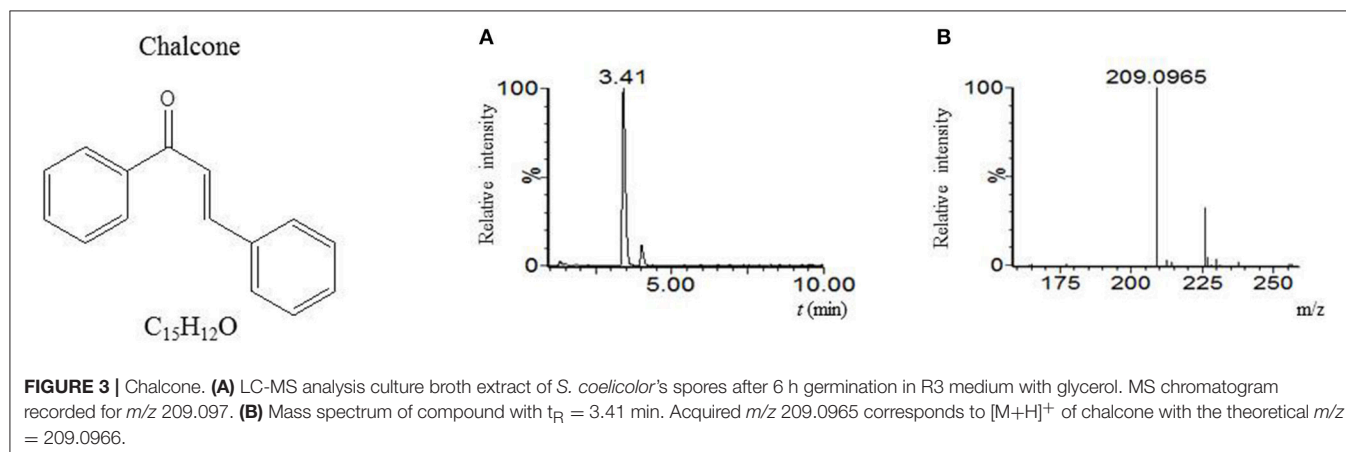 Chalcone
O
C₁₅H₁₂O
A
3.41
100
%
0
Relative intensity
5.00
10.00
t (min)
B
209.0965
100
%
0
Relative intensity
175
200
225
250
m/z
FIGURE 3 | Chalcone. (A) LC-MS analysis culture broth extract of S. coelicolor's spores after 6 h germination in R3 medium with glycerol. MS chromatogram
recorded for m/z 209.097. (B) Mass spectrum of compound with tR = 3.41 min. Acquired m/z 209.0965 corresponds to [M+H]⁺ of chalcone with the theoretical m/z
= 209.0966.